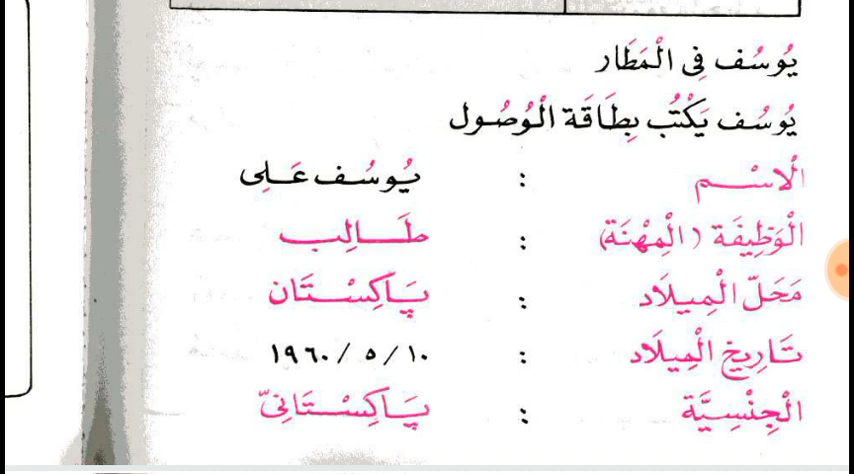 يُوسُف فِي الْمَطَار
يُوسُف يَكْتُب بِطَاقَة الْوُصُول
الْاسْم : يُوسُف عَلِى
الْوَظِيفَة (الْمِهْنَة) : طَالِب
مَحَلّ الْمِيلَاد : بَاكِسْتَان
تَارِيخ الْمِيلَاد : ١٩٦٠/٥/١٠
الْجِنْسِيَّة : بَاكِسْتَانِىّ